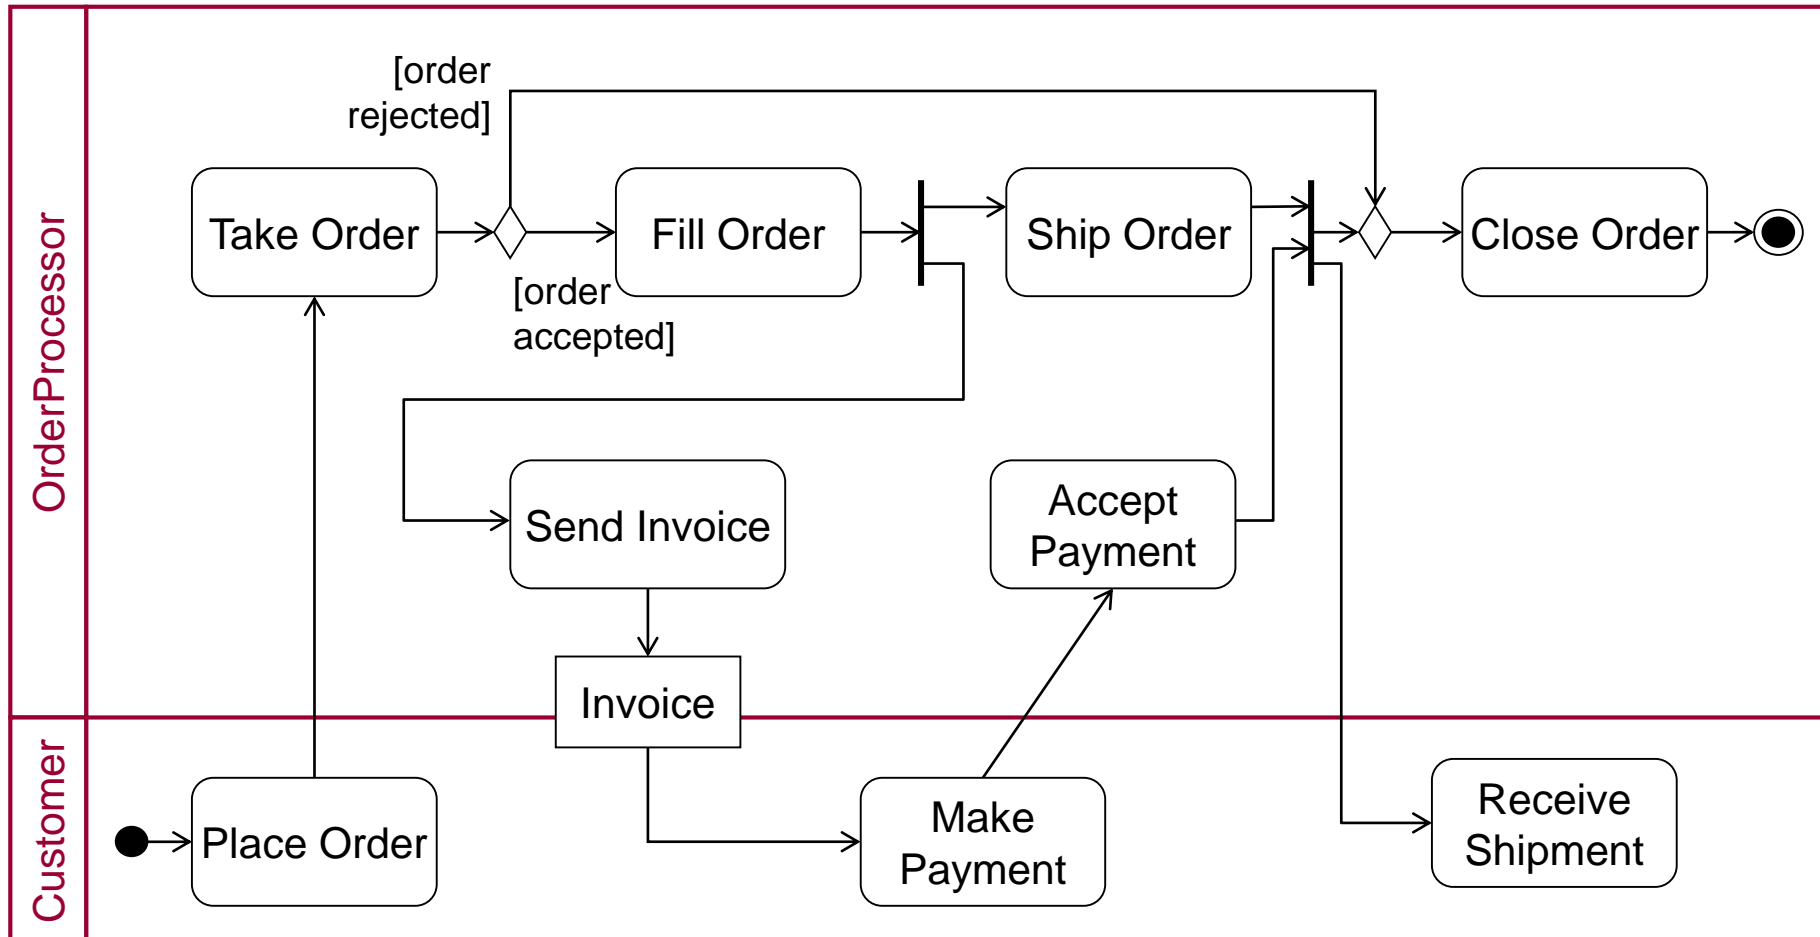 OrderProcessor
[order
rejected]
Take Order
Fill Order
Ship Order
Close Order
[order
accepted]
Send Invoice
Accept
Payment
Invoice
Customer
Place Order
Make
Payment
Receive
Shipment